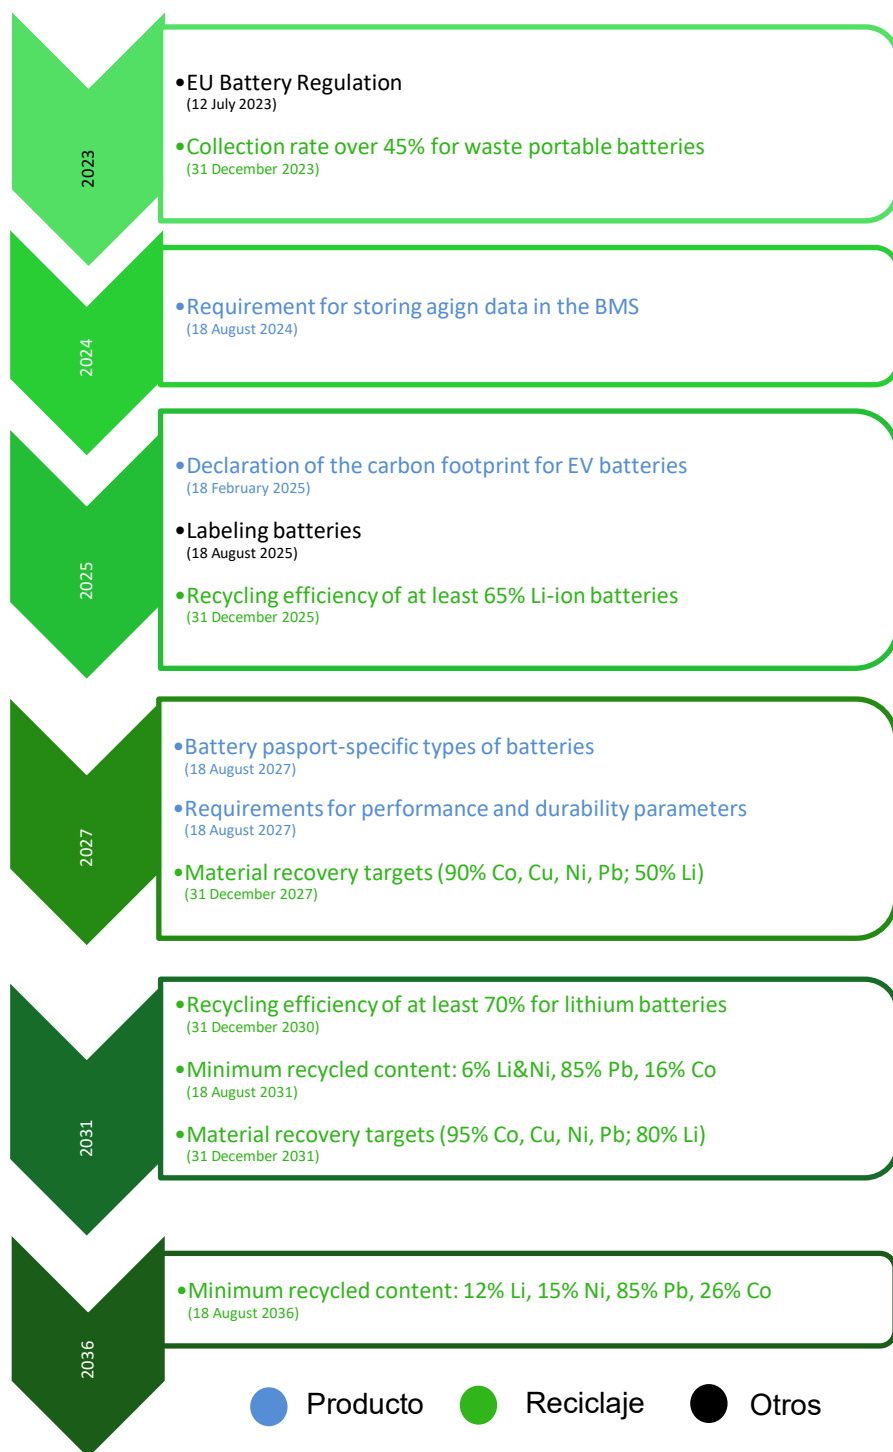 2023
•EU Battery Regulation
(12 July 2023)
•Collection rate over 45% for waste portable batteries
(31 December 2023)
2024
•Requirement for storing agign data in the BMS
(18 August 2024)
2025
•Declaration of the carbon footprint for EV batteries
(18 February 2025)
•Labeling batteries
(18 August 2025)
•Recycling efficiency of at least 65% Li-ion batteries
(31 December 2025)
2027
•Battery pasport-specific types of batteries
(18 August 2027)
•Requirements for performance and durability parameters
(18 August 2027)
•Material recovery targets (90% Co, Cu, Ni, Pb; 50% Li)
(31 December 2027)
2031
•Recycling efficiency of at least 70% for lithium batteries
(31 December 2030)
•Minimum recycled content: 6% Li&Ni, 85% Pb, 16% Co
(18 August 2031)
•Material recovery targets (95% Co, Cu, Ni, Pb; 80% Li)
(31 December 2031)
2036
•Minimum recycled content: 12% Li, 15% Ni, 85% Pb, 26% Co
(18 August 2036)
Producto Reciclaje Otros